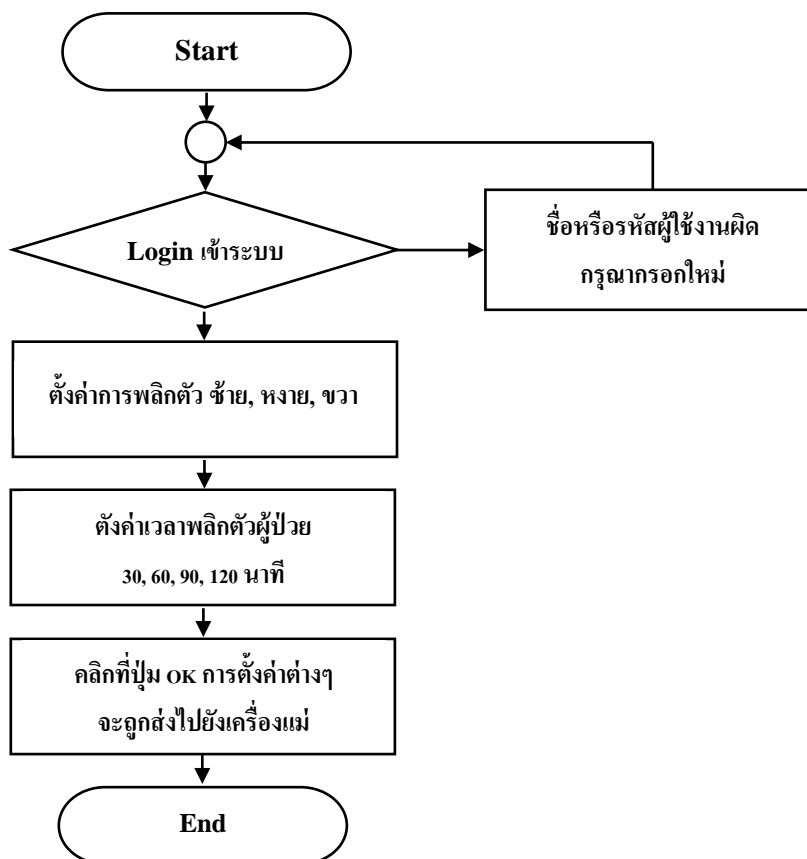 Start
Login เข้าระบบ
ชื่อหรือรหัสผู้ใช้งานผิด
กรุณากรอกใหม่
ตั้งค่าการพลิกตัว ซ้าย, หงาย, ขวา
ตังค่าเวลาพลิกตัวผู้ป่วย
30, 60, 90, 120 นาที
คลิกที่ปุ่ม OK การตั้งค่าต่างๆ
จะถูกส่งไปยังเครื่องแม่
End